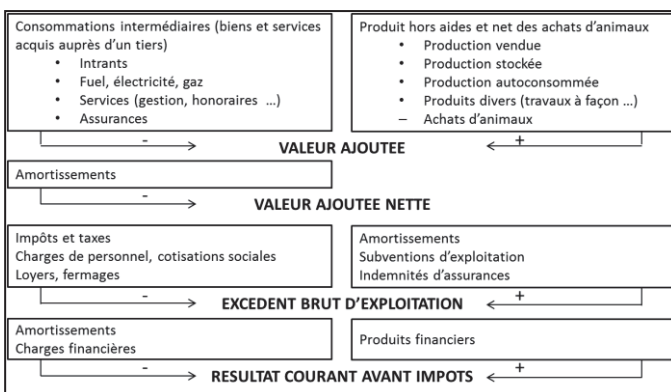 Consommations intermédiaires (biens et services
acquis auprès d'un tiers)
• Intrants
• Fuel, électricité, gaz
• Services (gestion, honoraires ...)
• Assurances
Produit hors aides et net des achats d'animaux
• Production vendue
• Production stockée
• Production autoconsommée
• Produits divers (travaux à façon ...)
– Achats d'animaux
- VALEUR AJOUTEE +
Amortissements
- VALEUR AJOUTEE NETTE
Impôts et taxes
Charges de personnel, cotisations sociales
Loyers, fermages
Amortissements
Subventions d'exploitation
Indemnités d'assurances
- EXCEDENT BRUT D'EXPLOITATION +
Amortissements
Charges financières
Produits financiers
- RESULTAT COURANT AVANT IMPOTS +